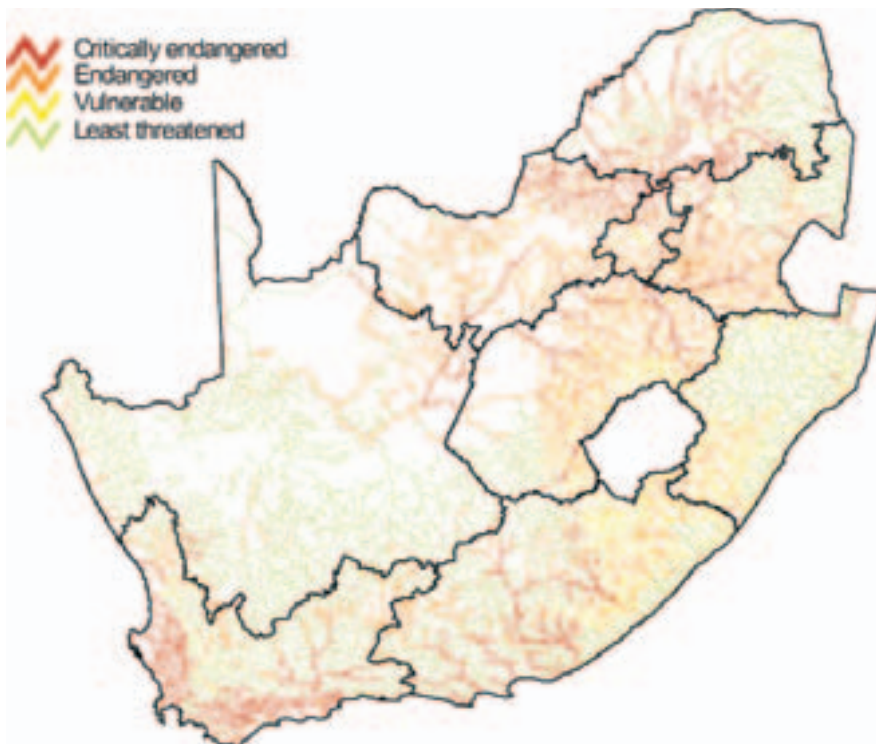 Critically endangered
Endangered
Vulnerable
Least threatened